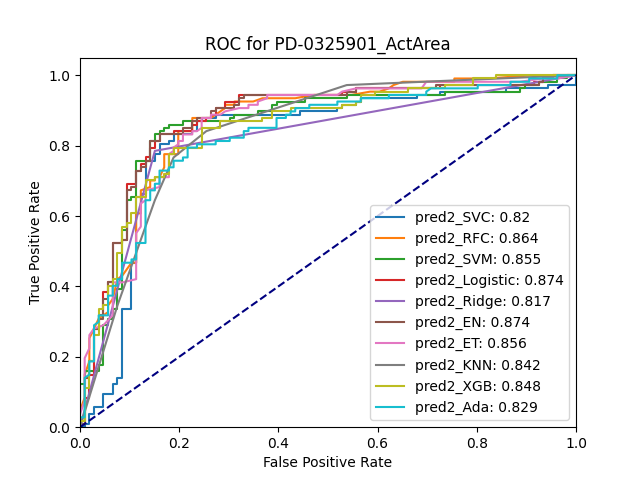 ROC for PD-0325901_ActArea
True Positive Rate
1.0
0.8
0.6
0.4
0.2
0.0
pred2_SVC: 0.82
pred2_RFC: 0.864
pred2_SVM: 0.855
pred2_Logistic: 0.874
pred2_Ridge: 0.817
pred2_EN: 0.874
pred2_ET: 0.856
pred2_KNN: 0.842
pred2_XGB: 0.848
pred2_Ada: 0.829
0.0 0.2 0.4 0.6 0.8 1.0
False Positive Rate